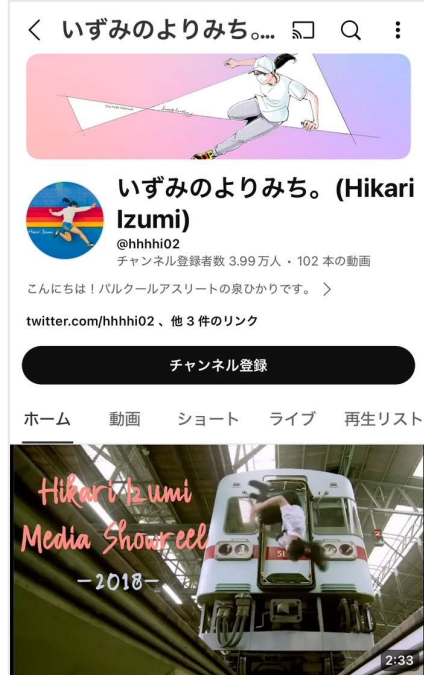 いずみのよりみち。...
いずみのよりみち。(Hikari
Izumi)
@hhhhi02
チャンネル登録者数 3.99万人・102 本の動画
こんにちは！パルクールアスリートの泉ひかりです。
twitter.com/hhhhi02 、他 3 件のリンク
チャンネル登録
ホーム 動画 ショート ライブ 再生リスト
Hikari Izumi
Media Showreel
-2018-
51
2:33